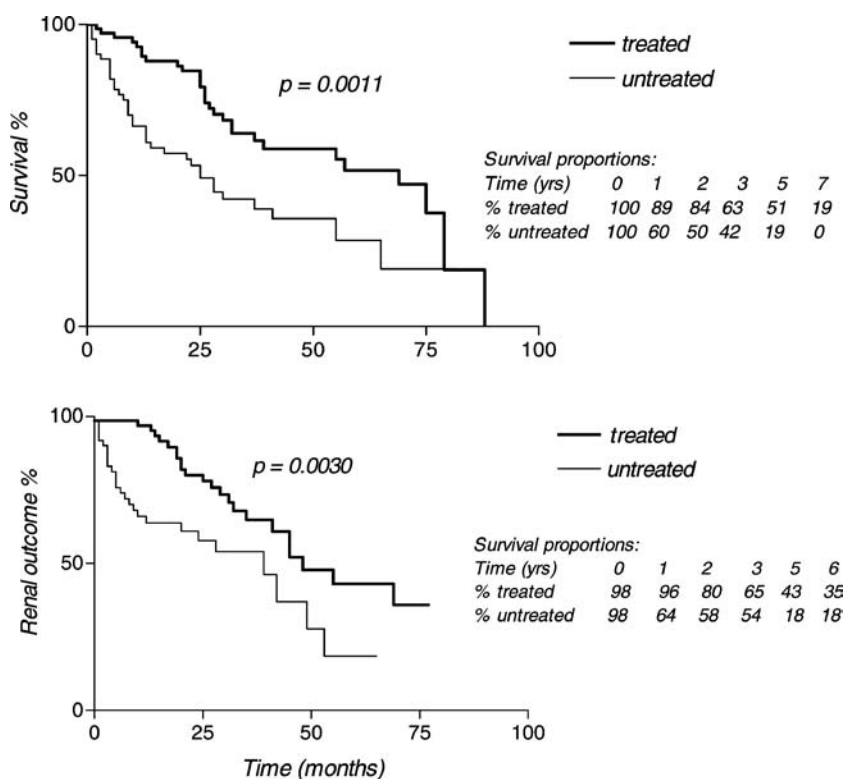 100
50
0
Survival %
0 25 50 75 100
p = 0.0011
treated
untreated
Survival proportions:
Time (yrs) 0 1 2 3 5 7
% treated 100 89 84 63 51 19
% untreated 100 60 50 42 19 0
100
50
0
Renal outcome %
0 25 50 75 100
Time (months)
p = 0.0030
treated
untreated
Survival proportions:
Time (yrs) 0 1 2 3 5 6
% treated 98 96 80 65 43 35
% untreated 98 64 58 54 18 18